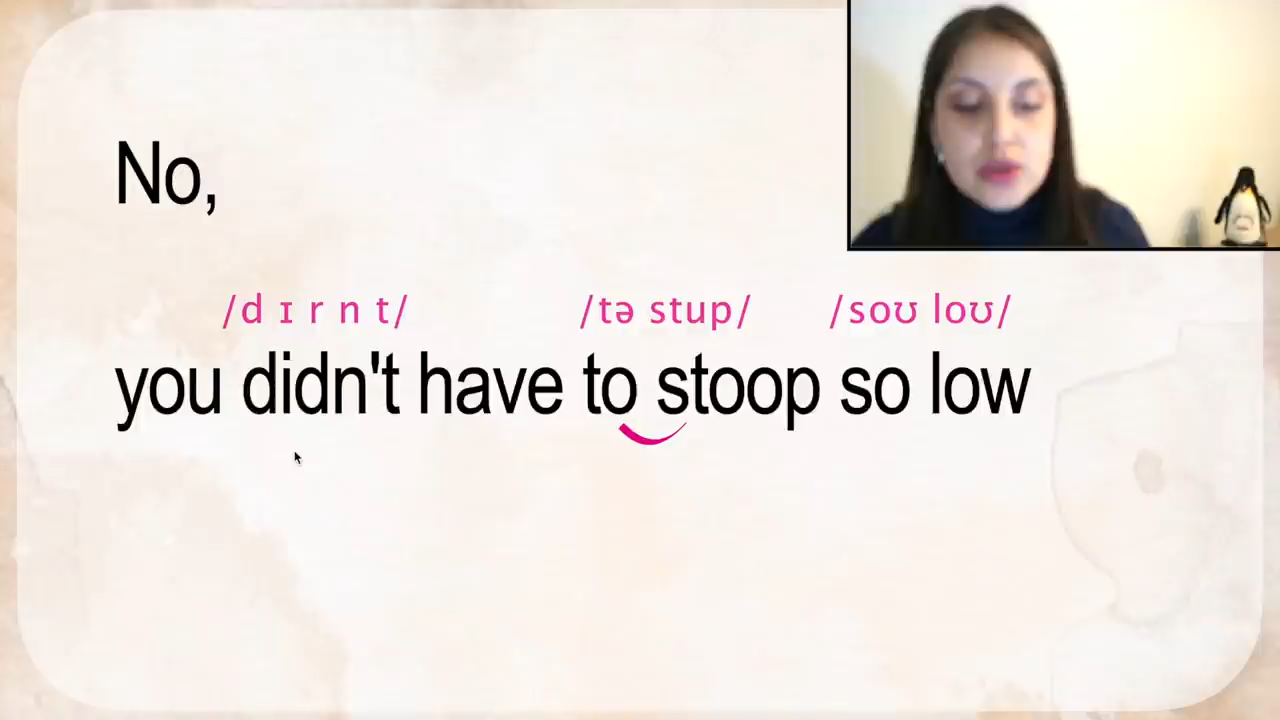 No,
/d ɪ r n t/ /tə stup/ /soʊ loʊ/
you didn't have to stoop so low